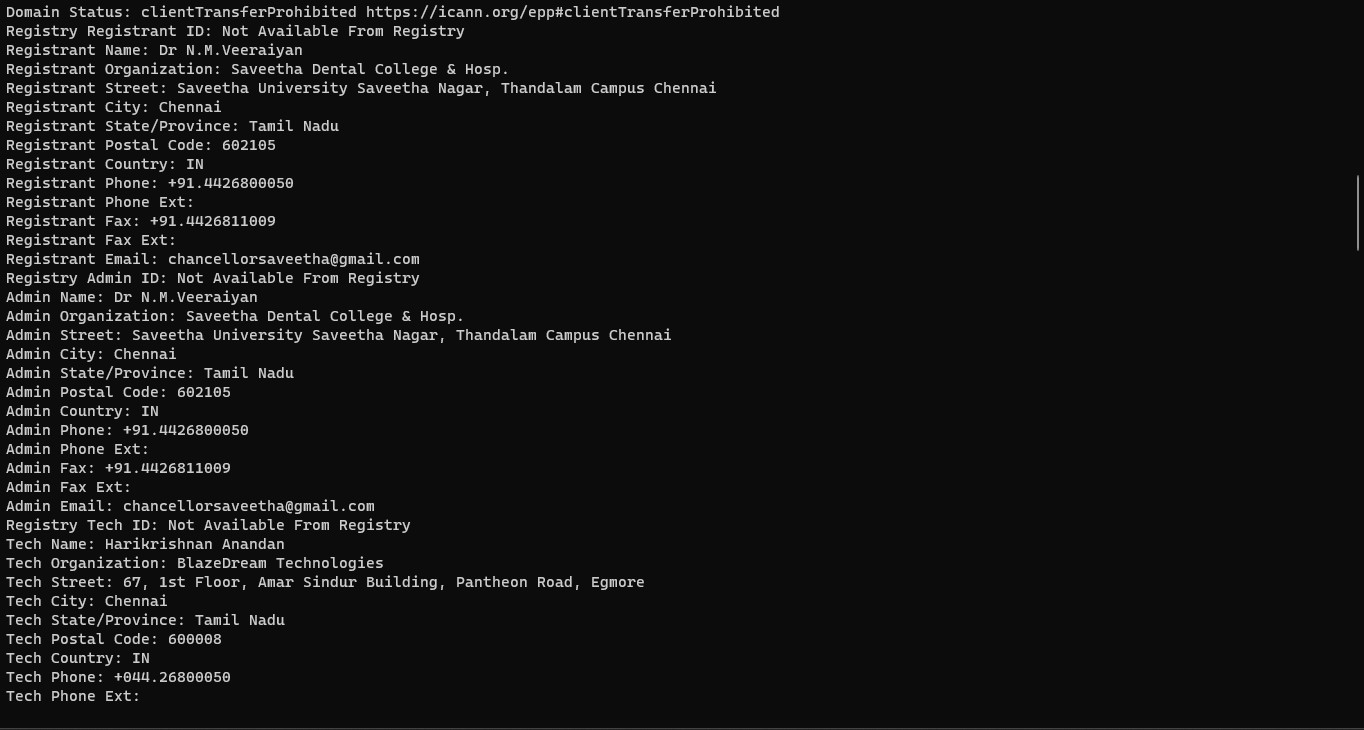 Domain Status: clientTransferProhibited https://icann.org/epp#clientTransferProhibited
Registry Registrant ID: Not Available From Registry
Registrant Name: Dr N.M.Veeraiyan
Registrant Organization: Saveetha Dental College & Hosp.
Registrant Street: Saveetha University Saveetha Nagar, Thandalam Campus Chennai
Registrant City: Chennai
Registrant State/Province: Tamil Nadu
Registrant Postal Code: 602105
Registrant Country: IN
Registrant Phone: +91.4426800050
Registrant Phone Ext:
Registrant Fax: +91.4426811009
Registrant Fax Ext:
Registrant Email: chancellorsaveetha@gmail.com
Registry Admin ID: Not Available From Registry
Admin Name: Dr N.M.Veeraiyan
Admin Organization: Saveetha Dental College & Hosp.
Admin Street: Saveetha University Saveetha Nagar, Thandalam Campus Chennai
Admin City: Chennai
Admin State/Province: Tamil Nadu
Admin Postal Code: 602105
Admin Country: IN
Admin Phone: +91.4426800050
Admin Phone Ext:
Admin Fax: +91.4426811009
Admin Fax Ext:
Admin Email: chancellorsaveetha@gmail.com
Registry Tech ID: Not Available From Registry
Tech Name: Harikrishnan Anandan
Tech Organization: BlazeDream Technologies
Tech Street: 67, 1st Floor, Amar Sindur Building, Pantheon Road, Egmore
Tech City: Chennai
Tech State/Province: Tamil Nadu
Tech Postal Code: 600008
Tech Country: IN
Tech Phone: +044.26800050
Tech Phone Ext: